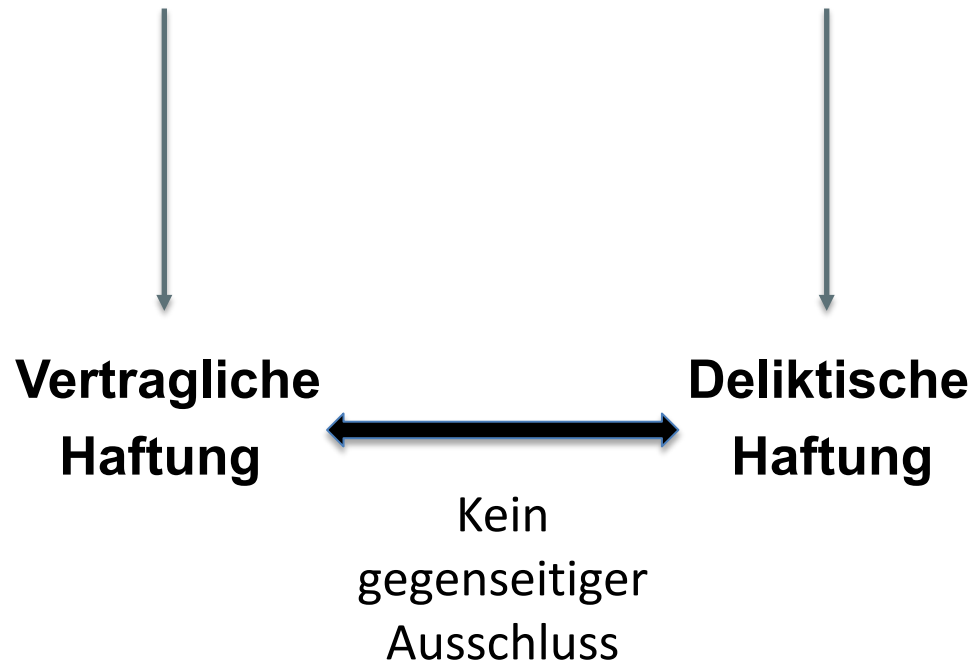 Vertragliche
Haftung
Deliktische
Haftung
Kein
gegenseitiger
Ausschluss